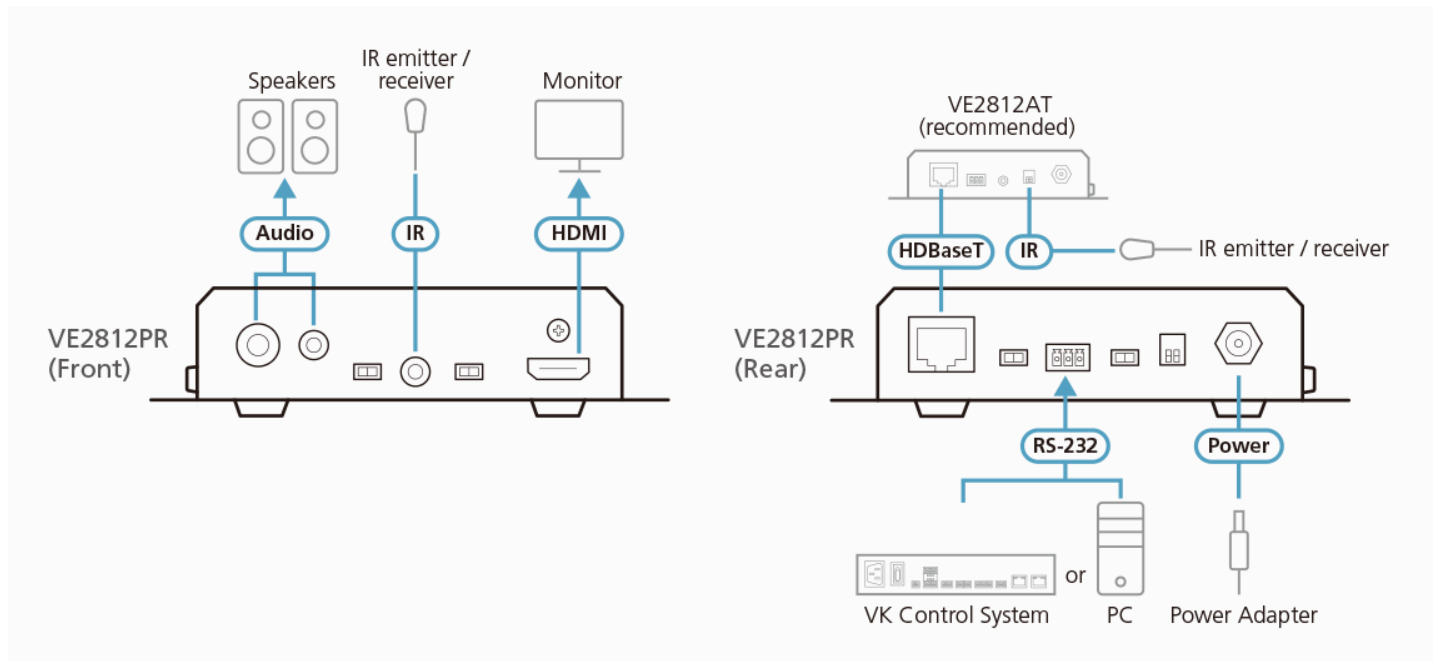 Speakers
IR emitter /
receiver
Monitor
Audio
IR
HDMI
VE2812PR
(Front)
VE2812AT
(recommended)
HDBaseT
IR
IR emitter / receiver
VE2812PR
(Rear)
RS-232
Power
or
VK Control System
PC
Power Adapter